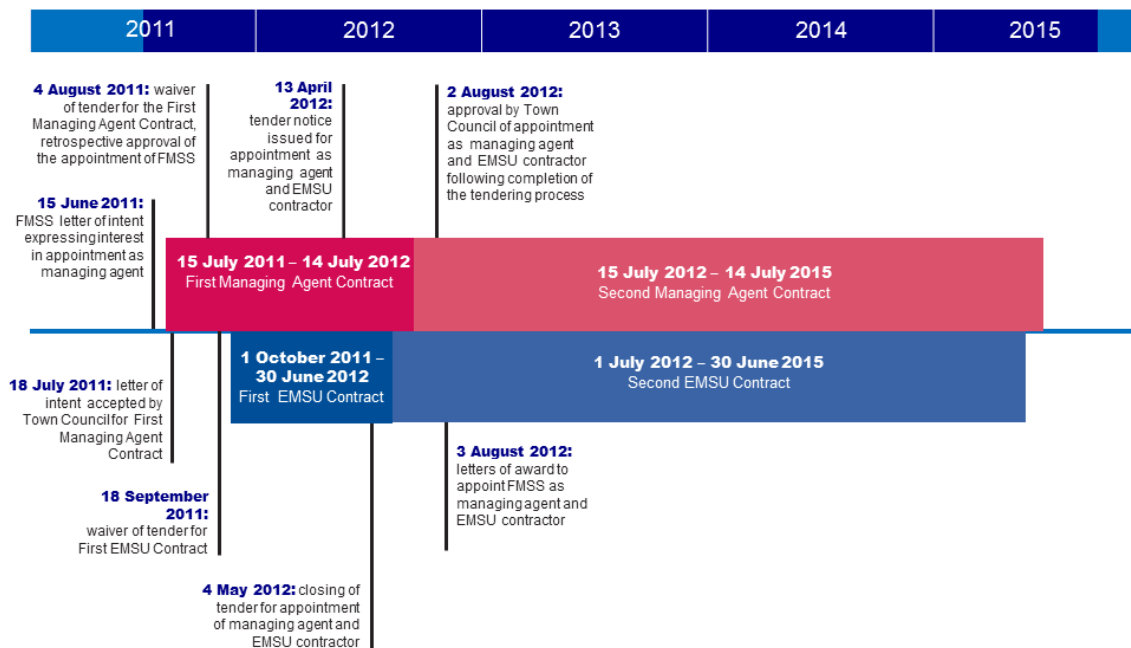 2011
2012
2013
2014
2015
4 August 2011: waiver
of tender for the First
Managing Agent Contract,
retrospective approval of
the appointment of FMSS
13 April
2012:
tender notice
issued for
appointment as
managing agent
and EMSU
contractor
2 August 2012:
approval by Town
Council of appointment
as managing agent
and EMSU contractor
following completion of
the tendering process
15 June 2011:
FMSS letter of intent
expressing interest
in appointment as
managing agent
15 July 2011 – 14 July 2012
First Managing Agent Contract
15 July 2012 – 14 July 2015
Second Managing Agent Contract
1 October 2011 –
30 June 2012
First EMSU Contract
1 July 2012 – 30 June 2015
Second EMSU Contract
18 July 2011: letter of
intent accepted by
Town Council for First
Managing Agent
Contract
18 September
2011:
waiver of tender for
First EMSU Contract
3 August 2012:
letters of award to
appoint FMSS as
managing agent and
EMSU contractor
4 May 2012: closing of
tender for appointment
of managing agent and
EMSU contractor